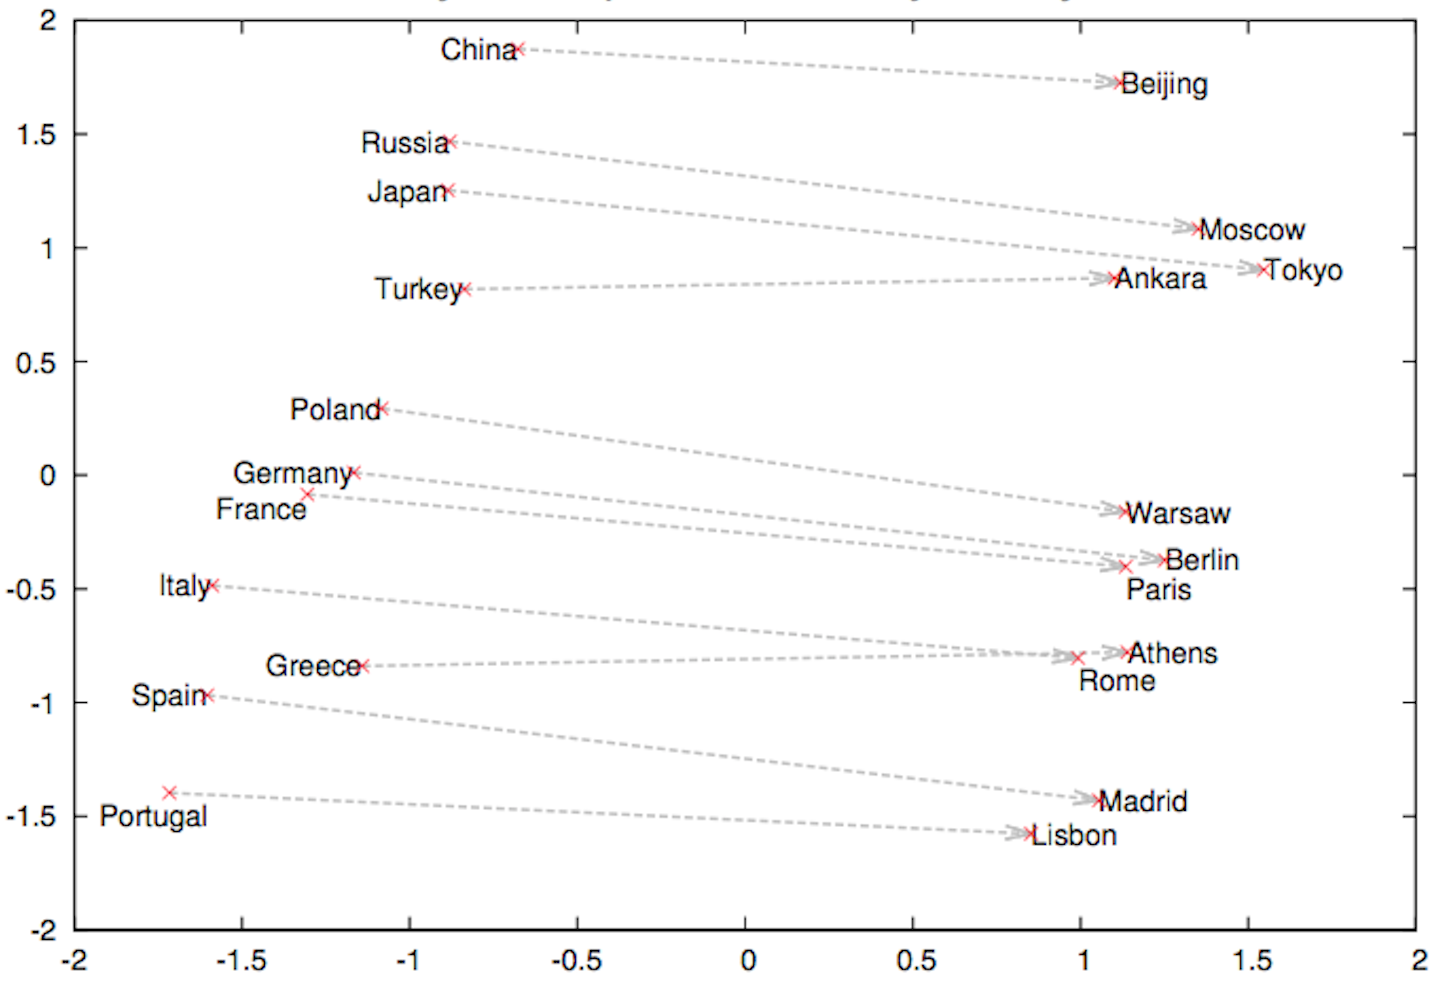 2
China
Beijing
1.5
Russia
Japan
Moscow
1
Tokyo
Turkey
Ankara
0.5
Poland
0
Germany
France
Warsaw
Berlin
-0.5
Italy
Paris
Greece
Athens
Rome
-1
Spain
Madrid
-1.5
Portugal
Lisbon
-2
-2 -1.5 -1 -0.5 0 0.5 1 1.5 2